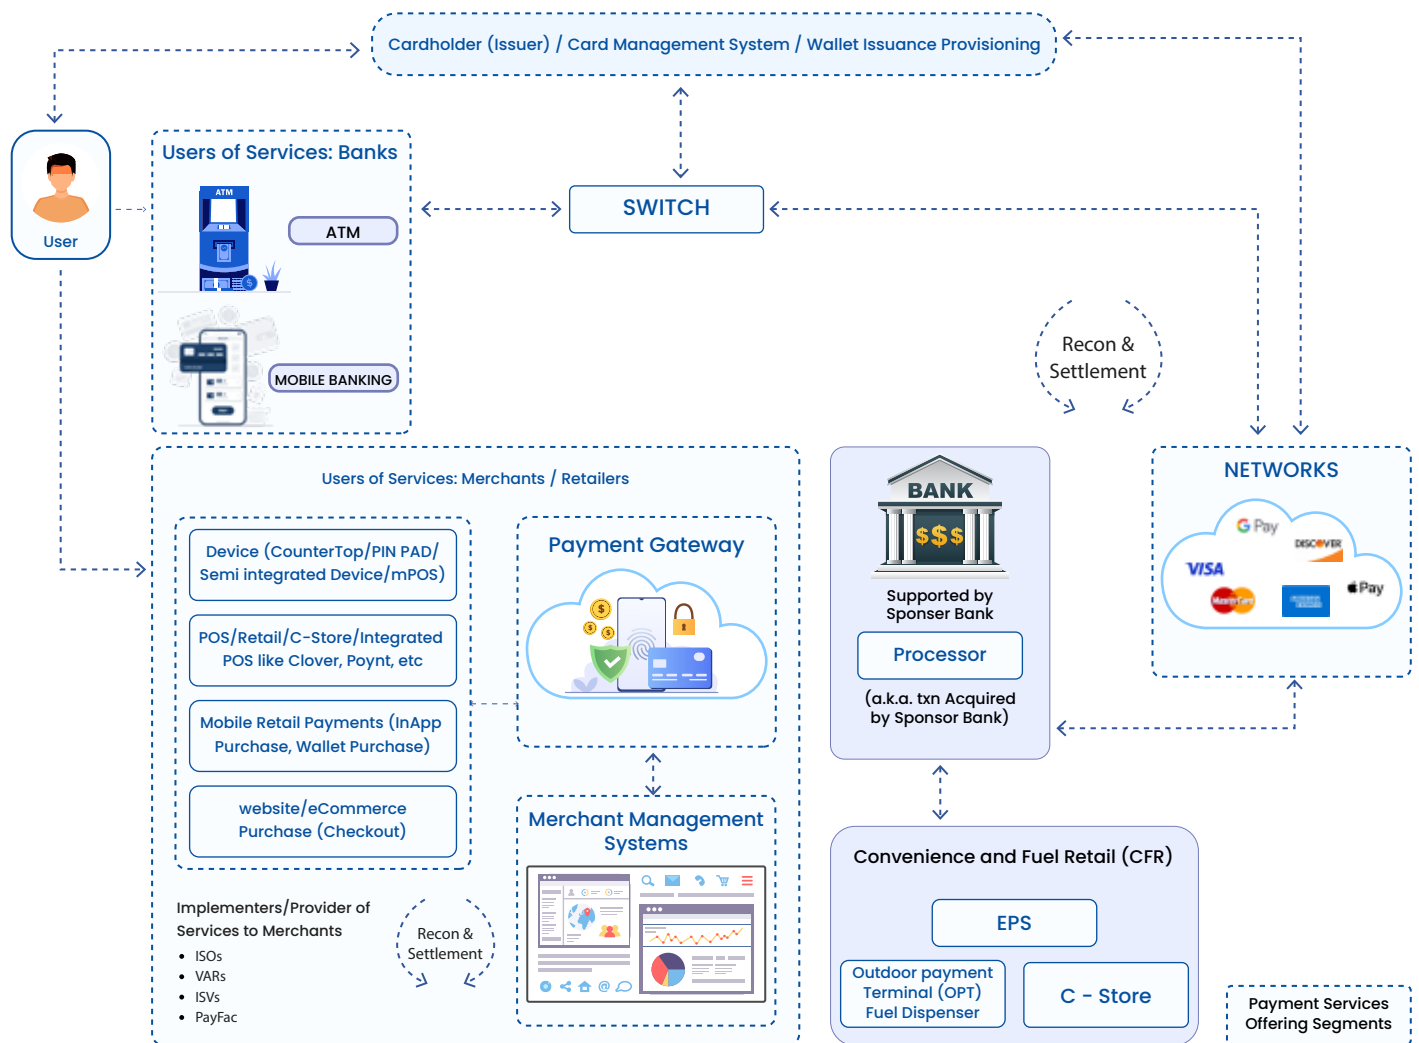 Cardholder (Issuer) / Card Management System / Wallet Issuance Provisioning
User
Users of Services: Banks
ATM
ATM
MOBILE BANKING
SWITCH
Recon &
Settlement
Users of Services: Merchants / Retailers
Device (CounterTop/PIN PAD/
Semi integrated Device/mPOS)
POS/Retail/C-Store/Integrated
POS like Clover, Poynt, etc
Mobile Retail Payments (InApp
Purchase, Wallet Purchase)
website/eCommerce
Purchase (Checkout)
Payment Gateway
Merchant Management
Systems
Implementers/Provider of
Services to Merchants
• ISOs
• VARs
• ISVs
• PayFac
Recon &
Settlement
BANK
$$$
Supported by
Sponser Bank
Processor
(a.k.a. txn Acquired
by Sponsor Bank)
NETWORKS
G Pay
DISCOVER
VISA
MasterCard
Pay
Convenience and Fuel Retail (CFR)
EPS
Outdoor payment
Terminal (OPT)
Fuel Dispenser
C - Store
Payment Services
Offering Segments